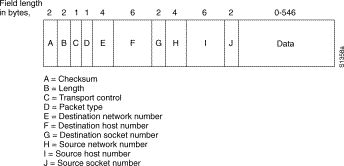 Field length
in bytes, 2 2 1 1 4 6 2 4 6 2 0-546
A B C D E F G H I J Data
S1358a
A = Checksum
B = Length
C = Transport control
D = Packet type
E = Destination network number
F = Destination host number
G = Destination socket number
H = Source network number
I = Source host number
J = Source socket number